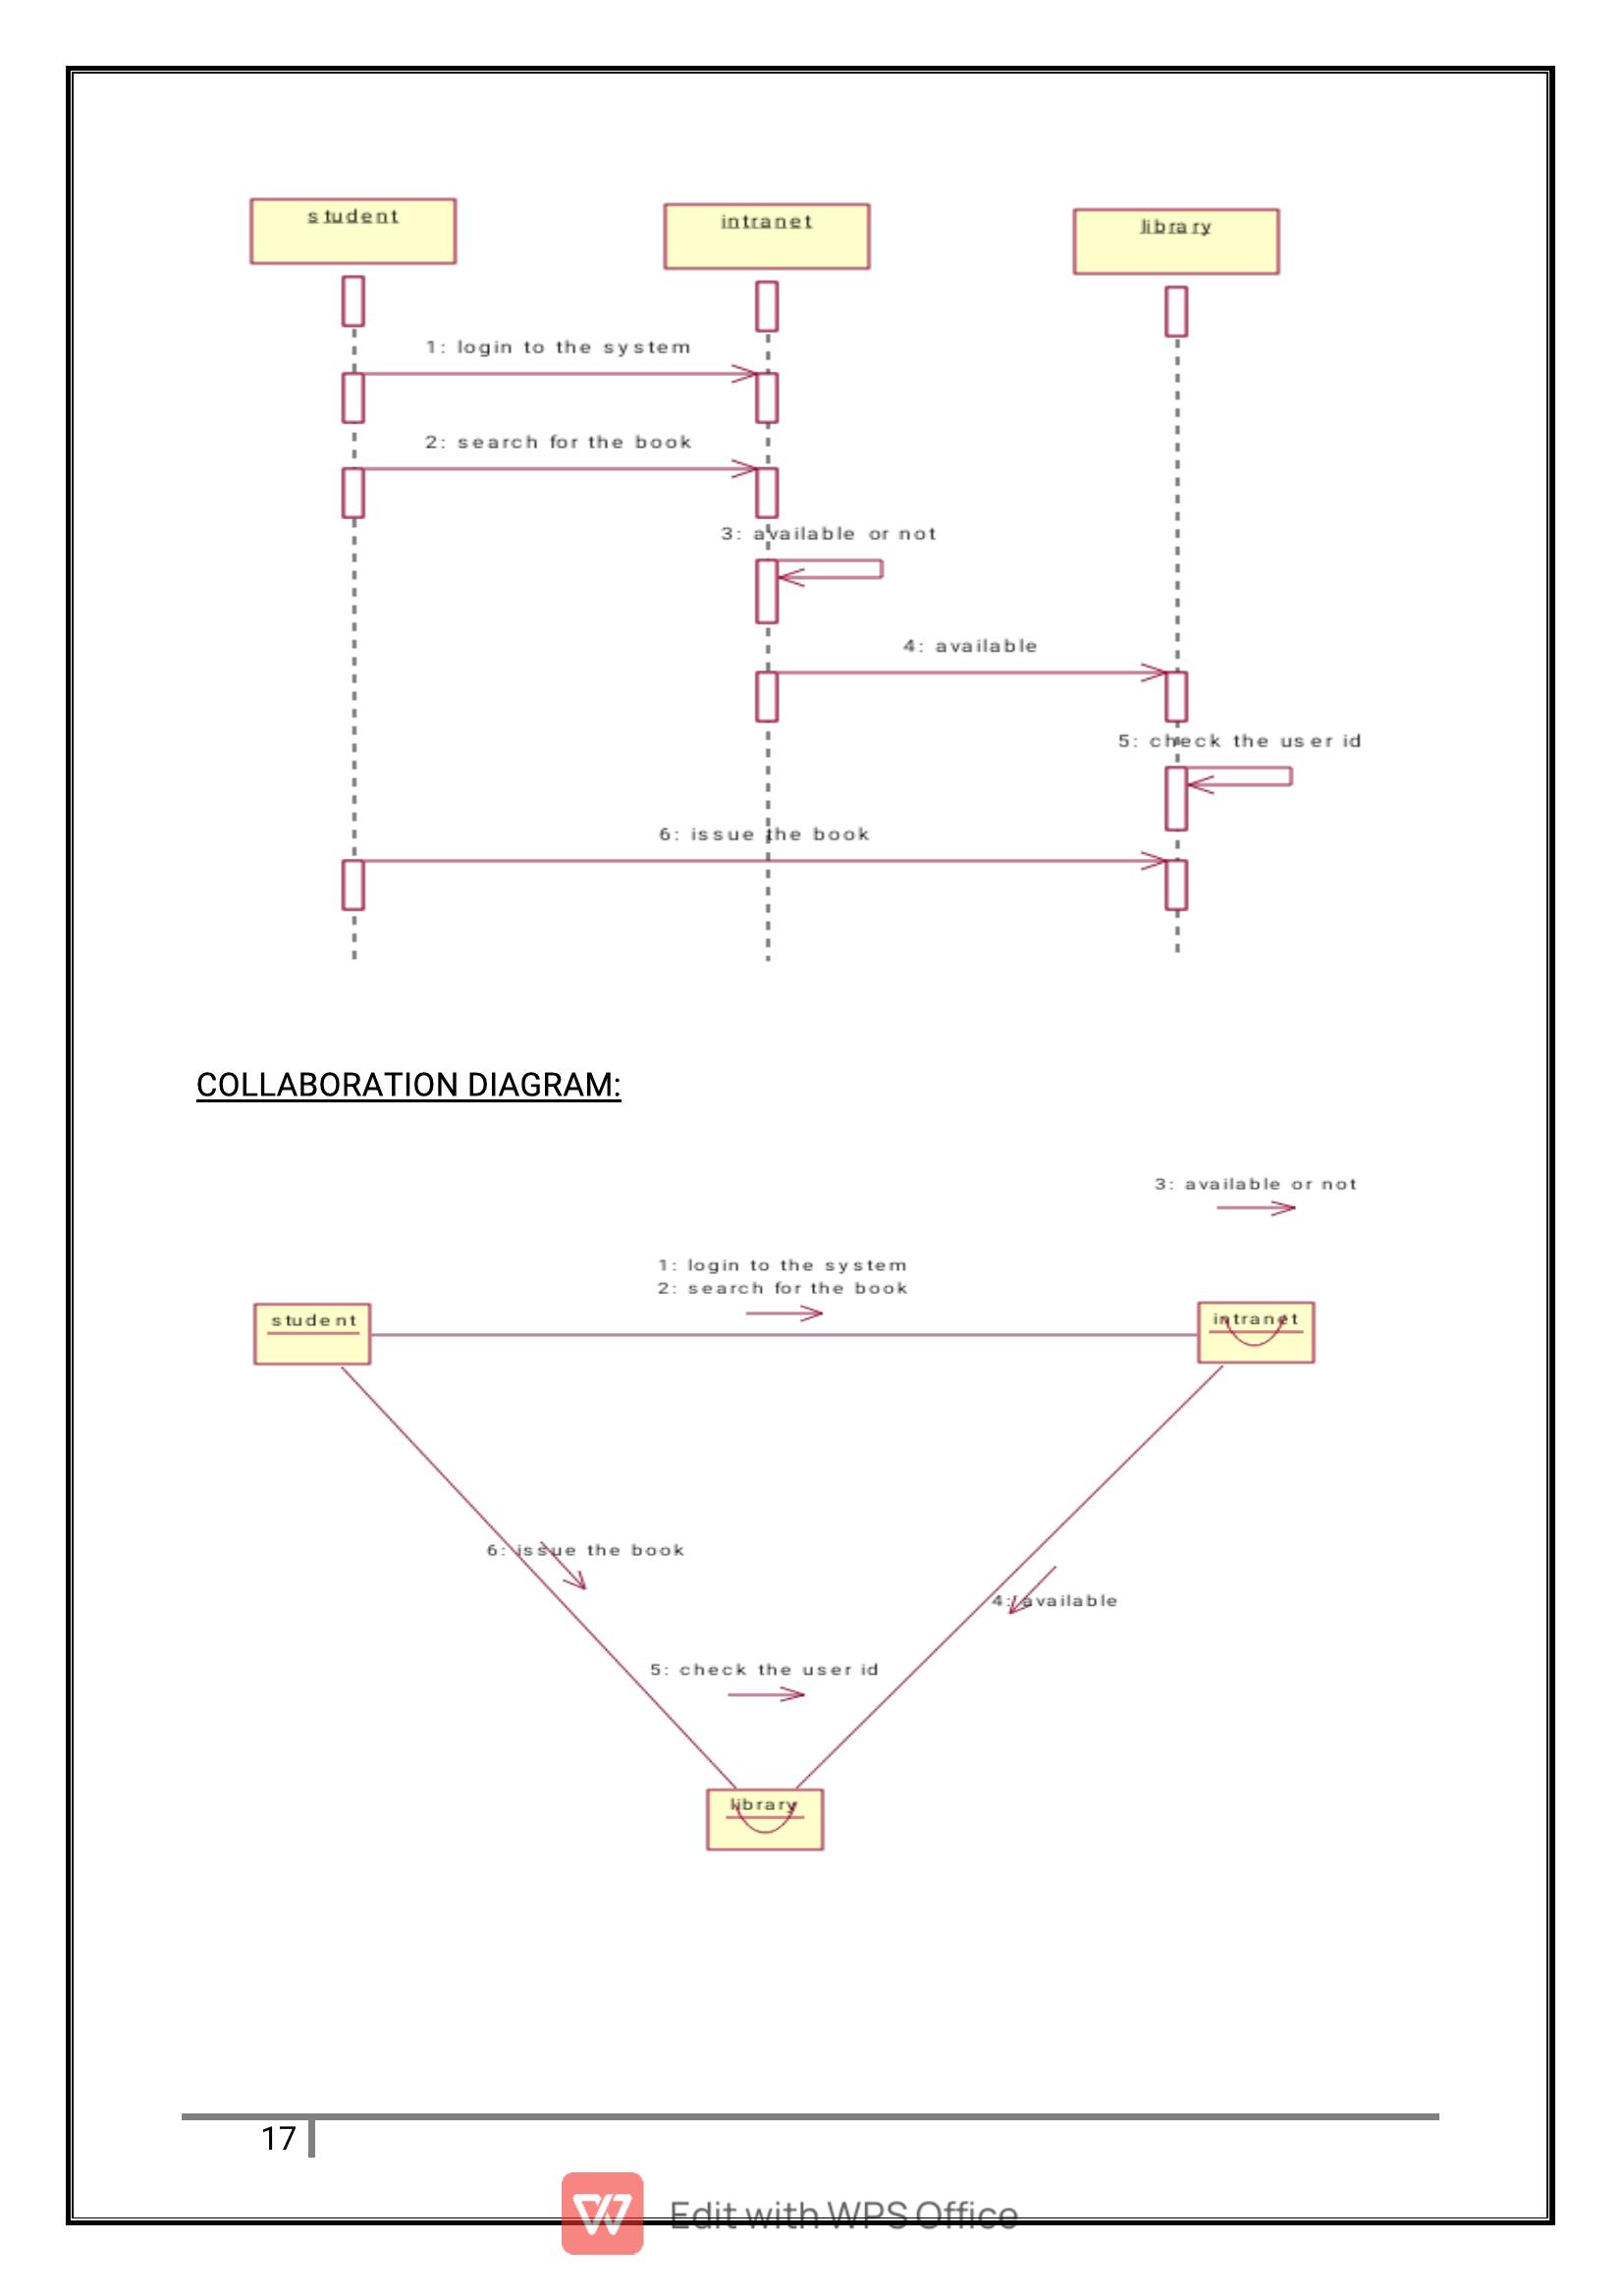 student
intranet
library
1: login to the system
2: search for the book
3: available or not
4: available
5: check the user id
6: issue the book
COLLABORATION DIAGRAM:
3: available or not
1: login to the system
2: search for the book
student
intranet
6: issue the book
4: available
5: check the user id
library
17
Edit with WPS Office